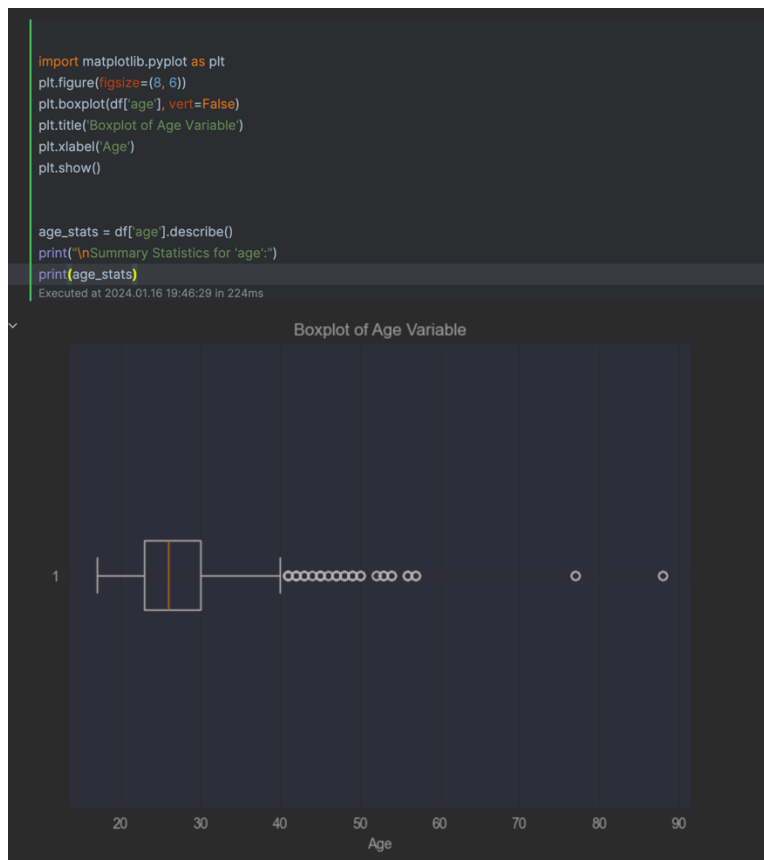 import matplotlib.pyplot as plt
plt.figure(figsize=(8, 6))
plt.boxplot(df['age'], vert=False)
plt.title('Boxplot of Age Variable')
plt.xlabel('Age')
plt.show()
age_stats = df['age'].describe()
print("\nSummary Statistics for 'age':")
print(age_stats)
Executed at 2024.01.16 19:46:29 in 224ms
Boxplot of Age Variable
1
20 30 40 50 60 70 80 90
Age